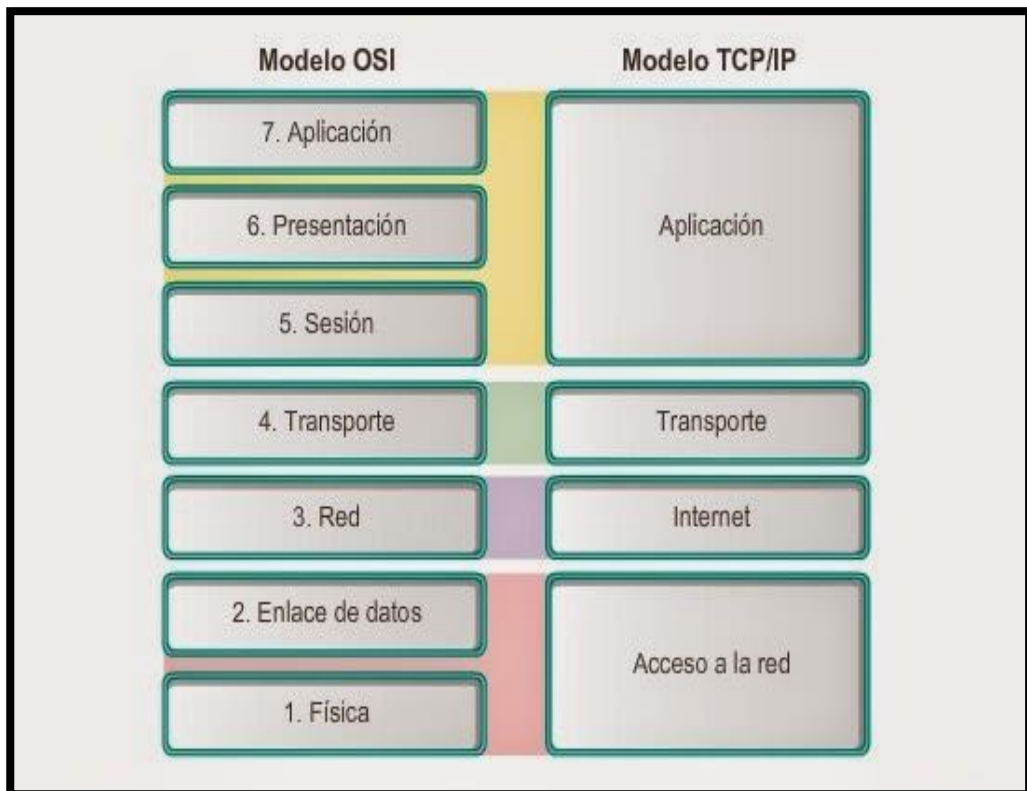 Modelo OSI
Modelo TCP/IP
7. Aplicación
6. Presentación
5. Sesión
4. Transporte
3. Red
2. Enlace de datos
1. Física
Aplicación
Transporte
Internet
Acceso a la red